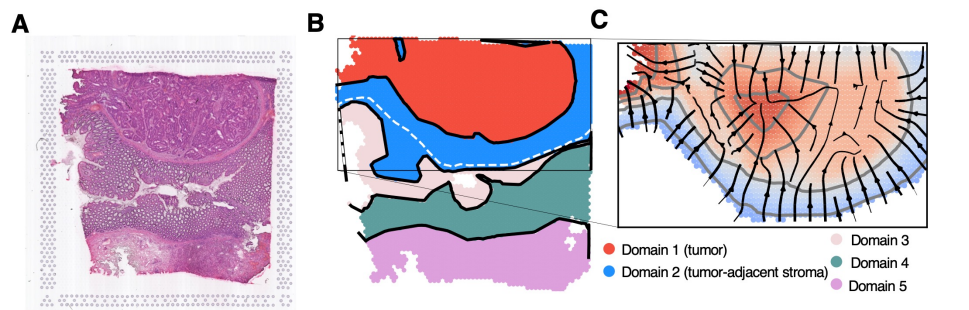 A
B
C
Domain 1 (tumor)
Domain 2 (tumor-adjacent stroma)
Domain 3
Domain 4
Domain 5